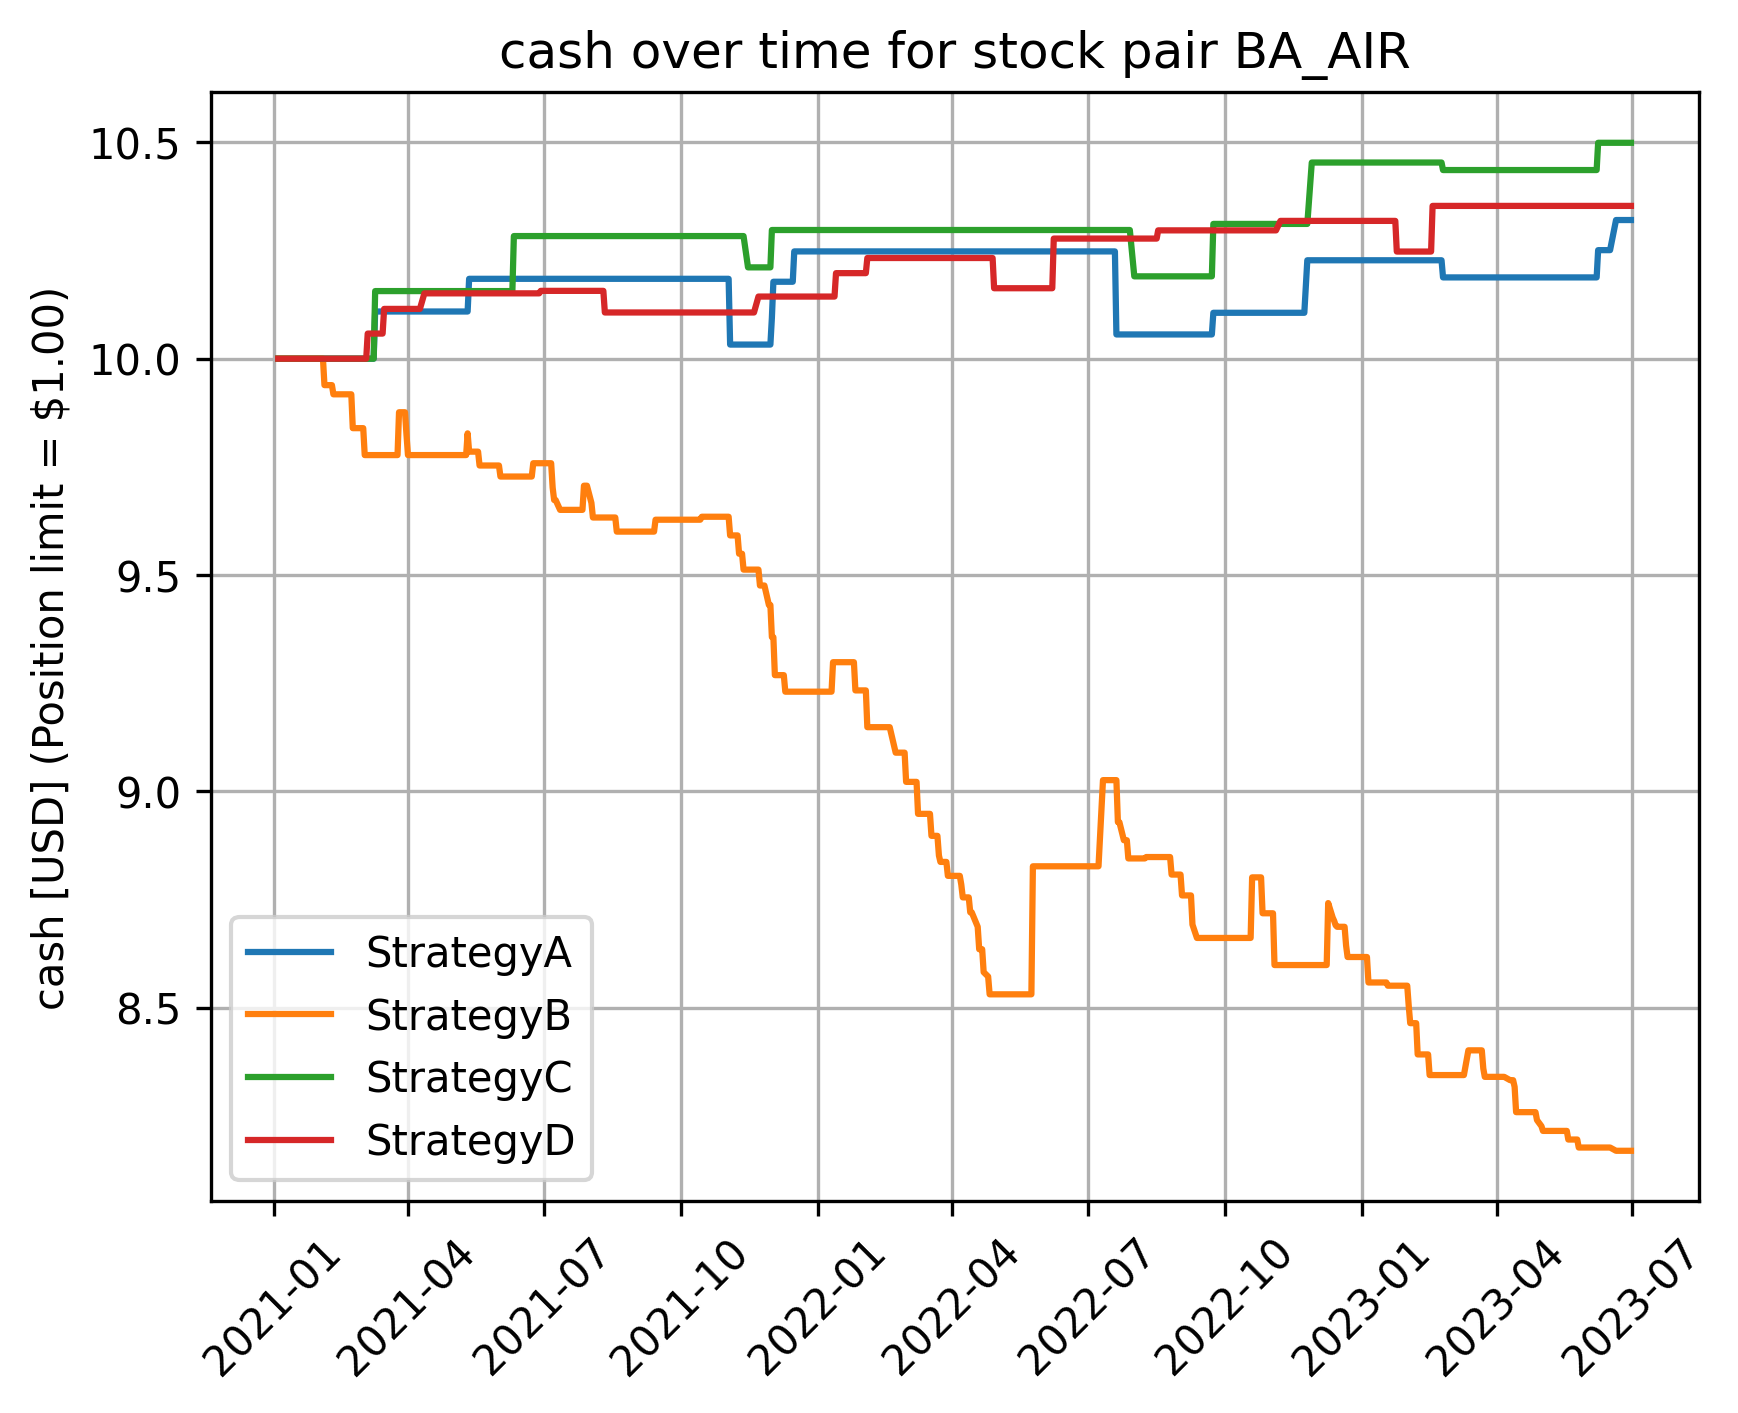 cash over time for stock pair BA_AIR
cash [USD] (Position limit = $1.00)
10.5
10.0
9.5
9.0
8.5
StrategyA
StrategyB
StrategyC
StrategyD
2021-01
2021-04
2021-07
2021-10
2022-01
2022-04
2022-07
2022-10
2023-01
2023-04
2023-07